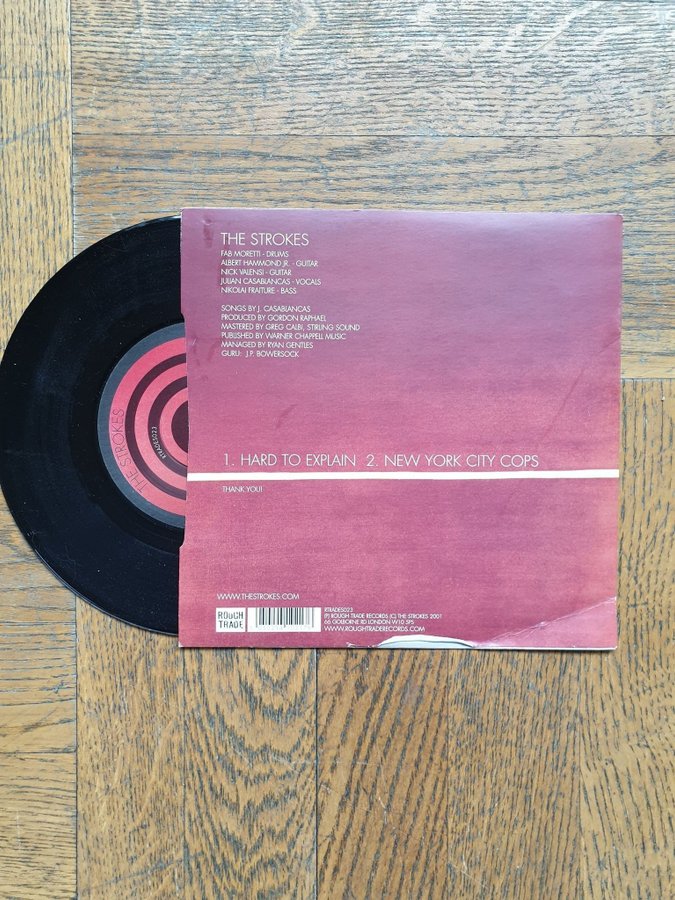 THE STROKES
FAB MORETTI - DRUMS
ALBERT HAMMOND JR. - GUITAR
NICK VALENSI - GUITAR
JULIAN CASABLANCAS - VOCALS
NIKOLAI FRAITURE - BASS
SONGS BY J. CASABLANCAS
PRODUCED BY GORDON RAPHAEL
MASTERED BY GREG CALBI, STIRLING SOUND
PUBLISHED BY WARNER CHAPPELL MUSIC
MANAGED BY RYAN GENTLES
GURU: J.P. BOWERSOCK
1. HARD TO EXPLAIN 2. NEW YORK CITY COPS
THANK YOU!
WWW.THESTROKES.COM
ROUGH
TRADE
RTRADES023
(P) ROUGH TRADE RECORDS (C) THE STROKES 2001
66 GOLBORNE RD LONDON W10 5PS
WWW.ROUGHTRADERECORDS.COM
THE STROKES
RTRADES023